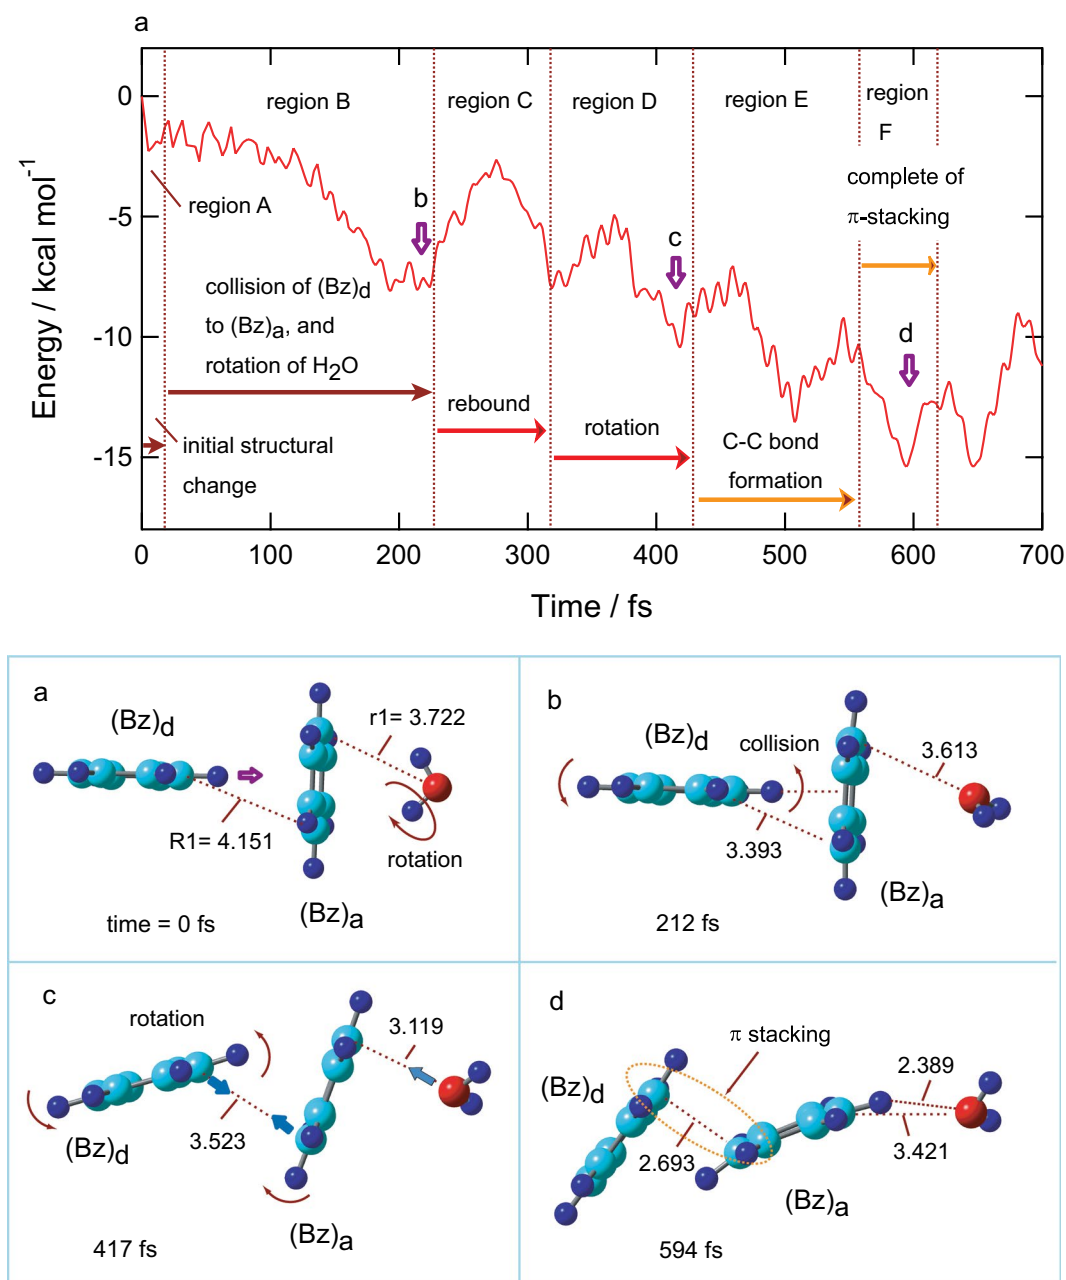 a
region B
region C
region D
region E
region
F
complete of
π-stacking
region A
b
c
d
collision of (Bz)d
to (Bz)a, and
rotation of H2O
initial structural
change
rebound
rotation
C-C bond
formation
0
-5
-10
-15
Energy / kcal mol-1
0
100
200
300
400
500
600
700
Time / fs
a
(Bz)d
r1= 3.722
R1= 4.151
rotation
(Bz)a
time = 0 fs
b
(Bz)d
collision
3.613
3.393
(Bz)a
212 fs
c
rotation
3.119
3.523
(Bz)d
(Bz)a
417 fs
d
π stacking
(Bz)d
2.389
2.693
3.421
(Bz)a
594 fs